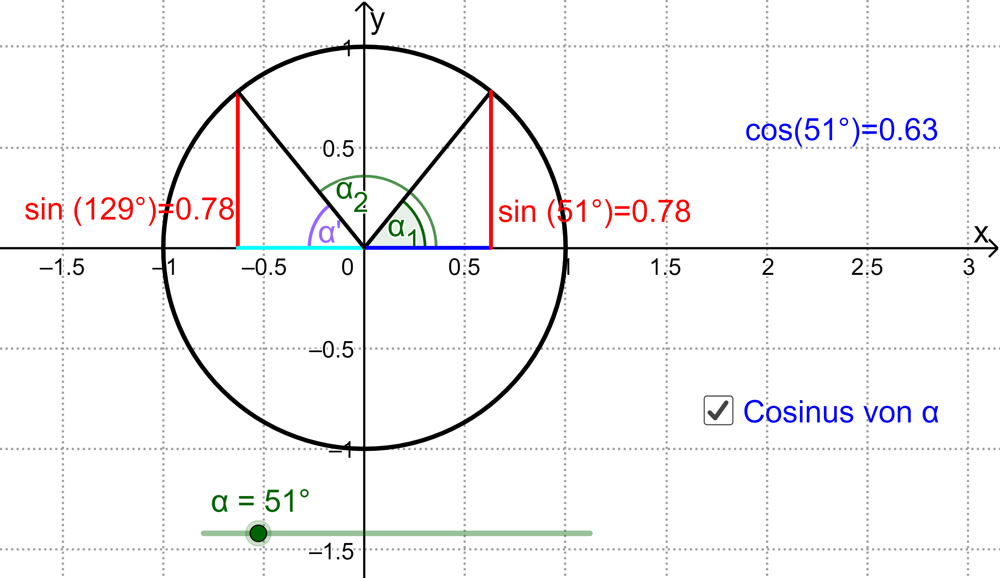 y
1
cos(51°)=0.63
0.5
α2
sin (129°)=0.78
sin (51°)=0.78
α'
α1
x
–1.5
–1
–0.5
0
0.5
1
1.5
2
2.5
3
–0.5
Cosinus von α
–1
α = 51°
–1.5